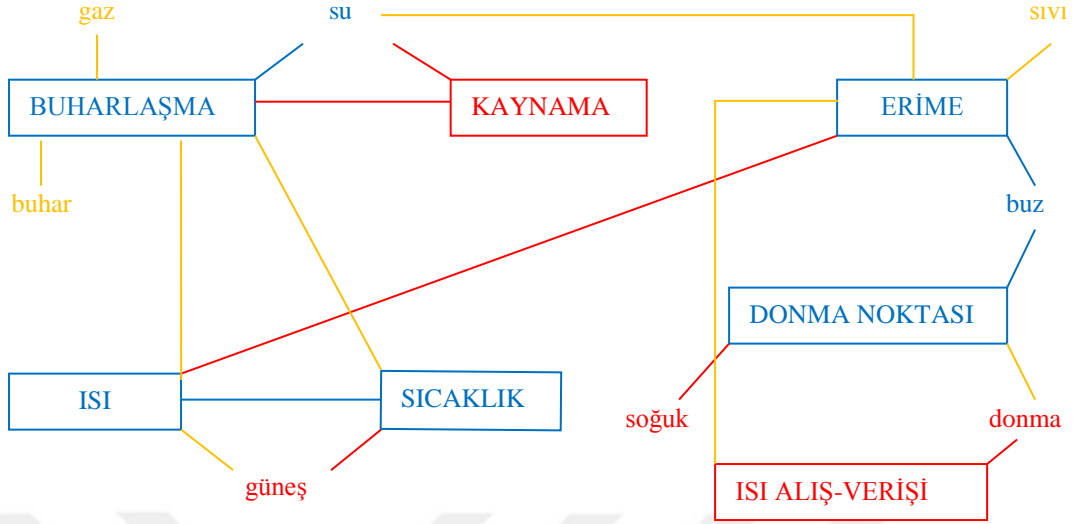 gaz
su
sıvı
BUHARLAŞMA
KAYNAMA
ERİME
buhar
buz
DONMA NOKTASI
ISI
SICAKLIK
soğuk
donma
güneş
ISI ALIŞ-VERİŞİ